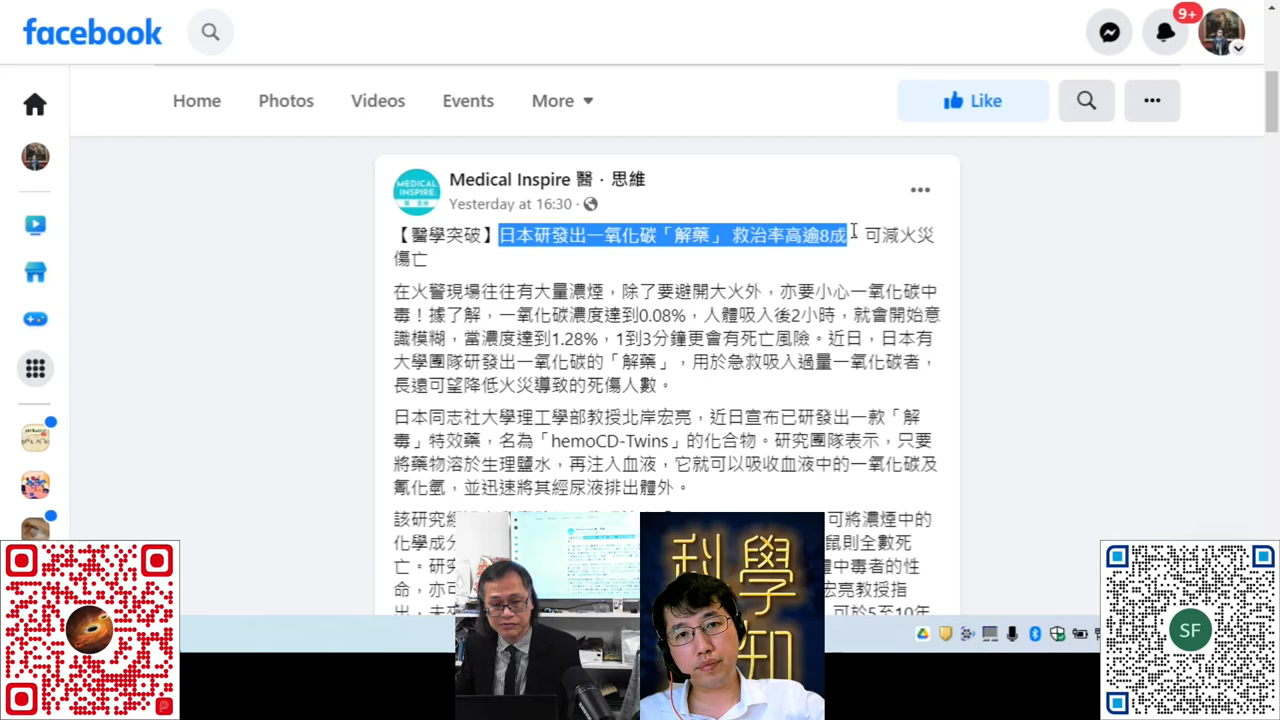 facebook
9+
Home Photos Videos Events More Like
MEDICAL INSPIRE 醫·思維
Medical Inspire 醫·思維
Yesterday at 16:30
【醫學突破】日本研發出一氧化碳「解藥」 救治率高逾8成 可減火災
傷亡
在火警現場往往有大量濃煙，除了要避開大火外，亦要小心一氧化碳中
毒！據了解，一氧化碳濃度達到0.08%，人體吸入後2小時，就會開始意
識模糊，當濃度達到1.28%，1到3分鐘更會有死亡風險。近日，日本有
大學團隊研發出一氧化碳的「解藥」，用於急救吸入過量一氧化碳者，
長遠可望降低火災導致的死傷人數。
日本同志社大學理工學部教授北岸宏亮，近日宣布已研發出一款「解
毒」特效藥，名為「hemoCD-Twins」的化合物。研究團隊表示，只要
將藥物溶於生理鹽水，再注入血液，它就可以吸收血液中的一氧化碳及
氰化氫，並迅速將其經尿液排出體外。
該研究 可將濃煙中的
化學成 鼠則全數死
亡。研 體中毒者的性
命，亦 宏亮教授指
出，未 可於5至10年
科學
知
SF